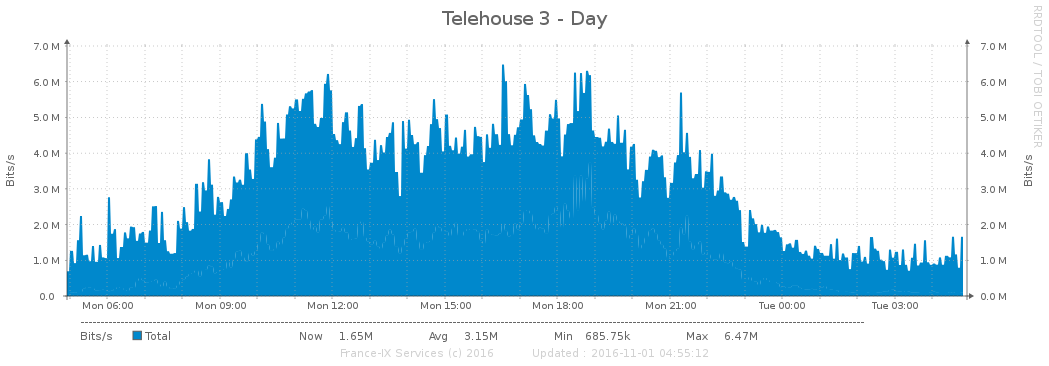 Telehouse 3 - Day
RRDTOOL / TOBI OETIKER
Bits/s
7.0 M
6.0 M
5.0 M
4.0 M
3.0 M
2.0 M
1.0 M
0.0
7.0 M
6.0 M
5.0 M
4.0 M
3.0 M
2.0 M
1.0 M
0.0 M
Bits/s
Mon 06:00 Mon 09:00 Mon 12:00 Mon 15:00 Mon 18:00 Mon 21:00 Tue 00:00 Tue 03:00
Bits/s Total Now 1.65M Avg 3.15M Min 685.75k Max 6.47M
France-IX Services (c) 2016 Updated : 2016-11-01 04:55:12